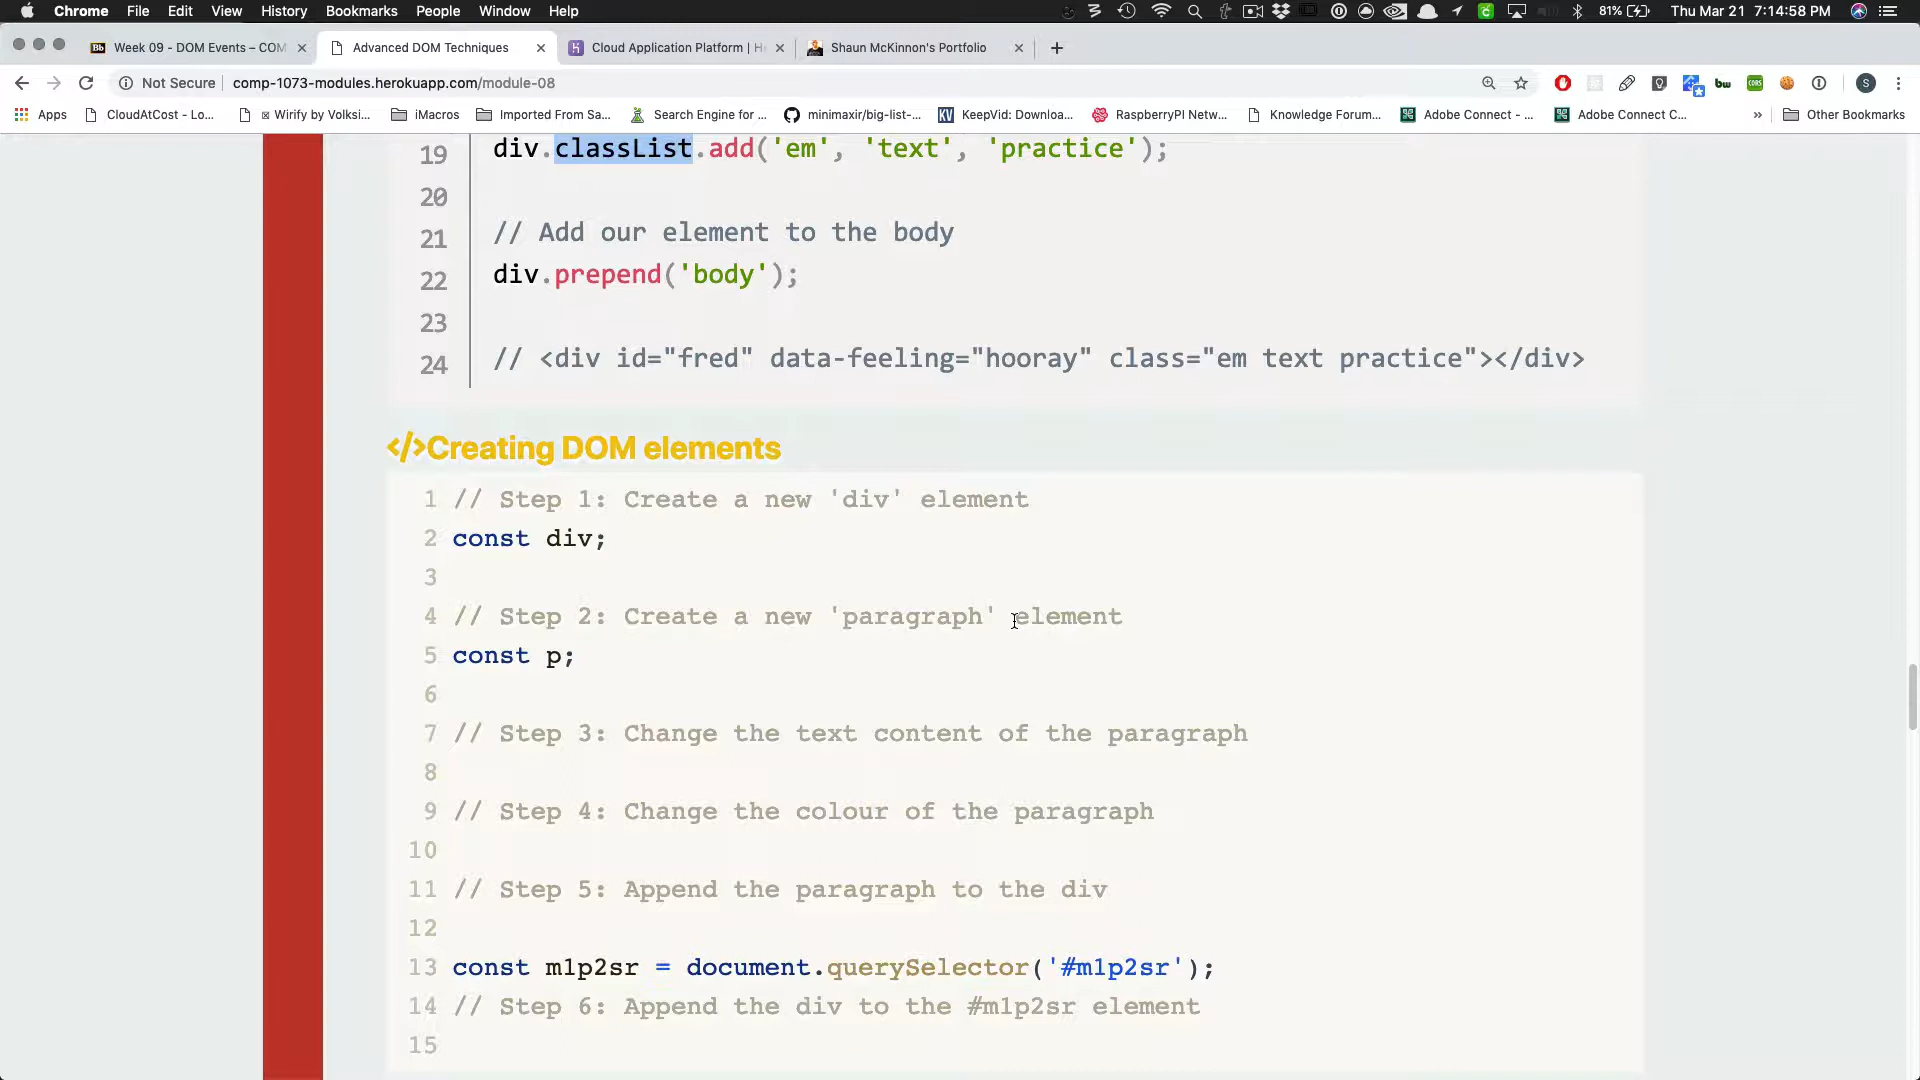 Chrome File Edit View History Bookmarks People Window Help 81% Thu Mar 21 7:14:58 PM
Week 09 - DOM Events – COM Advanced DOM Techniques Cloud Application Platform | H Shaun McKinnon's Portfolio
Not Secure comp-1073-modules.herokuapp.com/module-08
Apps CloudAtCost - Lo... Wirify by Volksi... iMacros Imported From Sa... Search Engine for ... minimaxir/big-list-... KeepVid: Downloa... RaspberryPI Netw... Knowledge Forum... Adobe Connect - ... Adobe Connect C... » Other Bookmarks
19 div.classList.add('em', 'text', 'practice');
20
21 // Add our element to the body
22 div.prepend('body');
23
24 // <div id="fred" data-feeling="hooray" class="em text practice"></div>
</>Creating DOM elements
1 // Step 1: Create a new 'div' element
2 const div;
3
4 // Step 2: Create a new 'paragraph' element
5 const p;
6
7 // Step 3: Change the text content of the paragraph
8
9 // Step 4: Change the colour of the paragraph
10
11 // Step 5: Append the paragraph to the div
12
13 const m1p2sr = document.querySelector('#m1p2sr');
14 // Step 6: Append the div to the #m1p2sr element
15